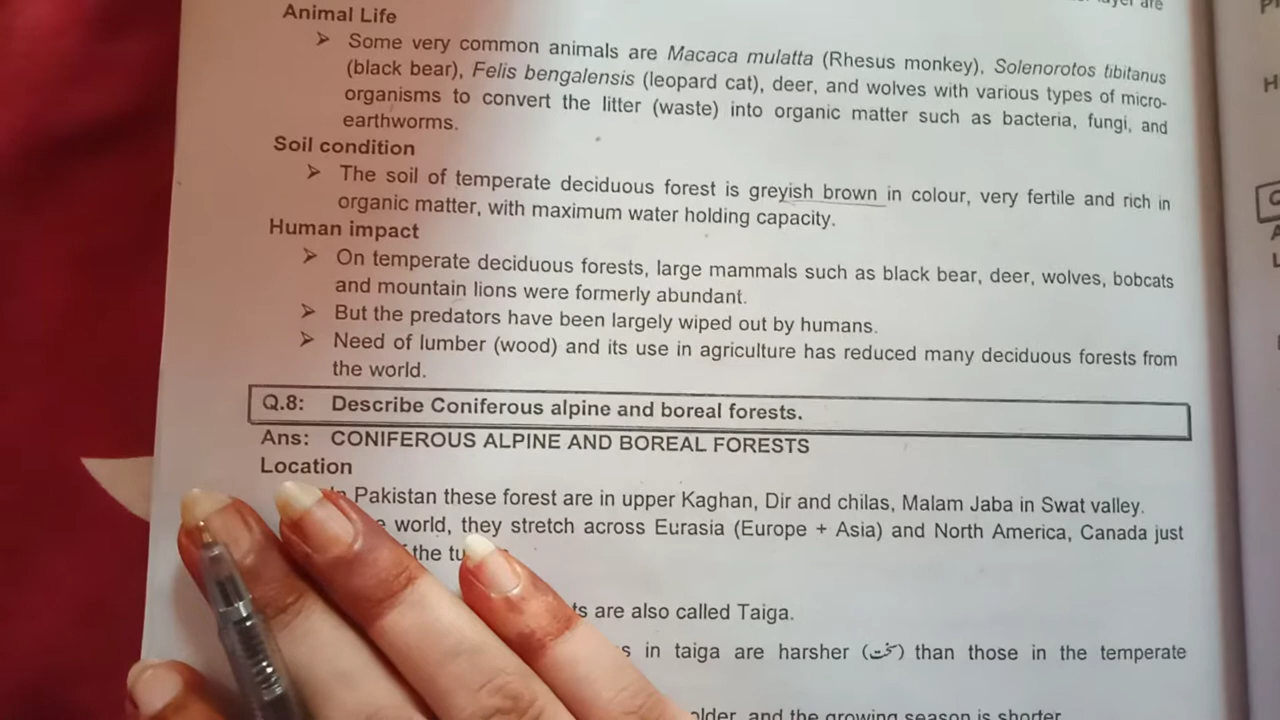 layer are
Animal Life
➢ Some very common animals are Macaca mulatta (Rhesus monkey), Solenorotos tibitanus
(black bear), Felis bengalensis (leopard cat), deer, and wolves with various types of micro-
organisms to convert the litter (waste) into organic matter such as bacteria, fungi, and
earthworms.
Soil condition
➢ The soil of temperate deciduous forest is greyish brown in colour, very fertile and rich in
organic matter, with maximum water holding capacity.
Human impact
➢ On temperate deciduous forests, large mammals such as black bear, deer, wolves, bobcats
and mountain lions were formerly abundant.
➢ But the predators have been largely wiped out by humans.
➢ Need of lumber (wood) and its use in agriculture has reduced many deciduous forests from
the world.
Q.8: Describe Coniferous alpine and boreal forests.
Ans: CONIFEROUS ALPINE AND BOREAL FORESTS
Location
In Pakistan these forest are in upper Kaghan, Dir and chilas, Malam Jaba in Swat valley.
world, they stretch across Eurasia (Europe + Asia) and North America, Canada just
the
are also called Taiga.
in taiga are harsher (سخت) than those in the temperate
and the growing season is shorter